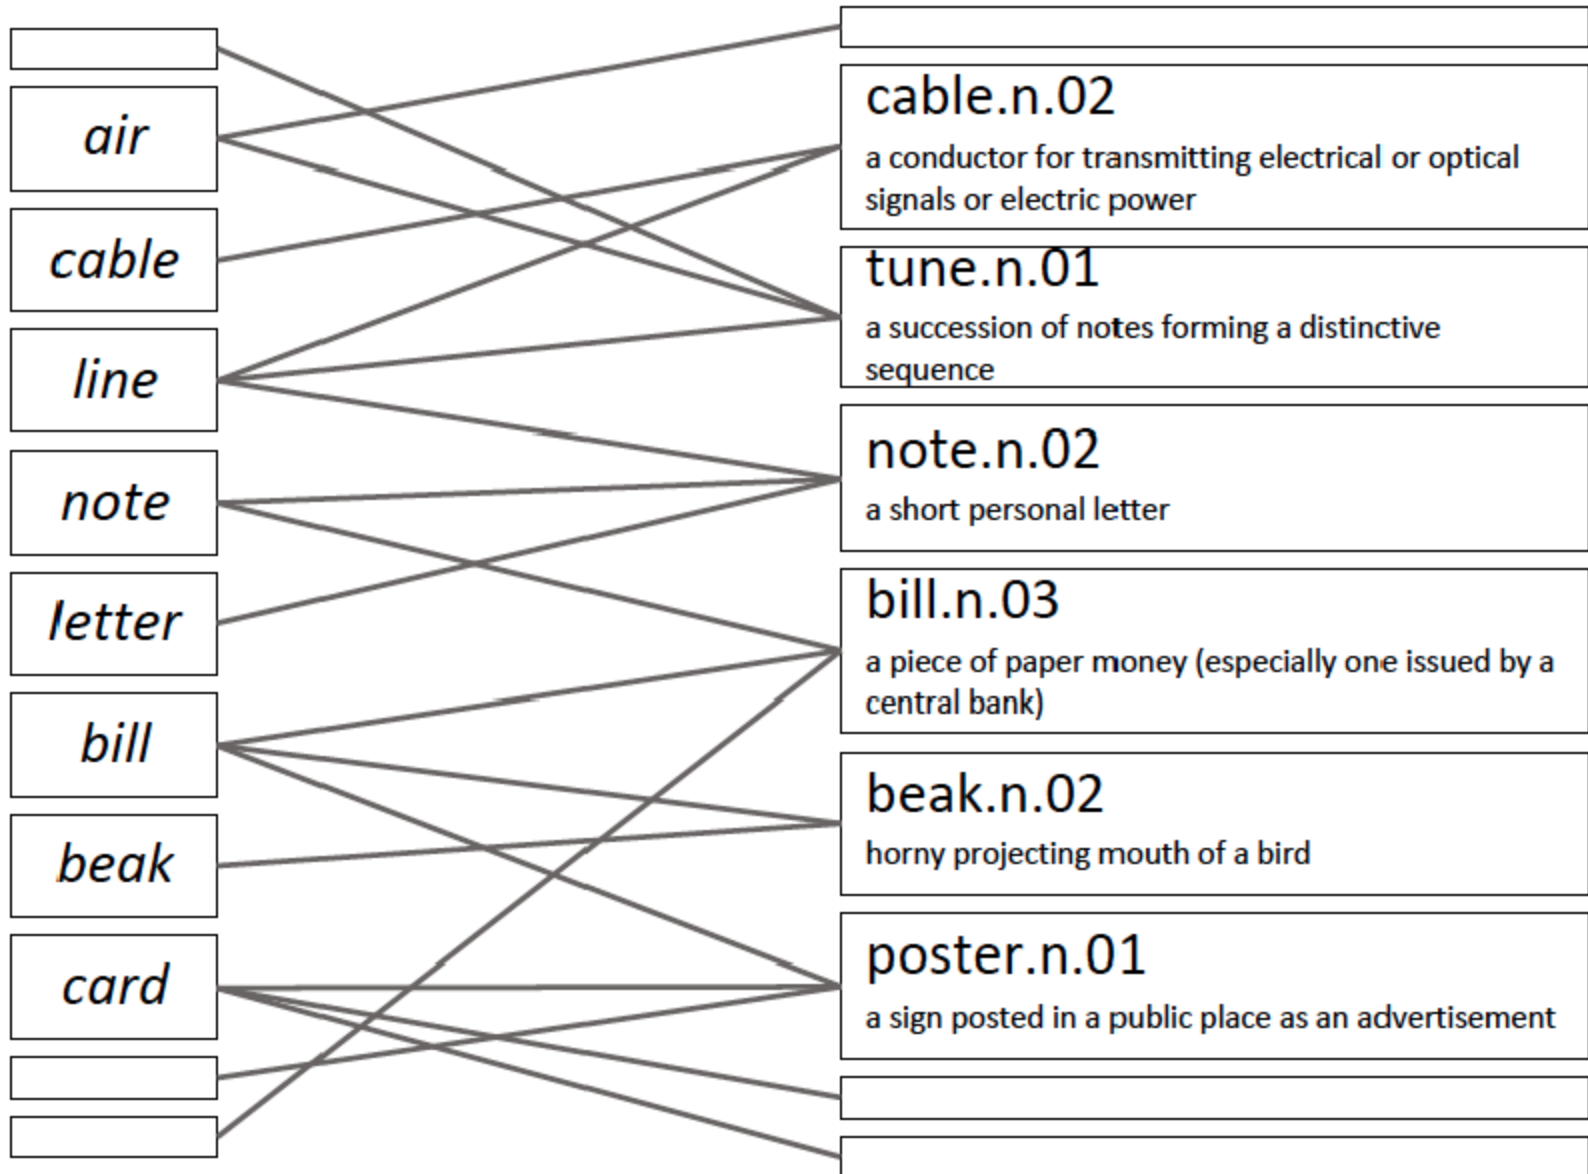 air
cable
line
note
letter
bill
beak
card
cable.n.02
a conductor for transmitting electrical or optical
signals or electric power
tune.n.01
a succession of notes forming a distinctive
sequence
note.n.02
a short personal letter
bill.n.03
a piece of paper money (especially one issued by a
central bank)
beak.n.02
horny projecting mouth of a bird
poster.n.01
a sign posted in a public place as an advertisement